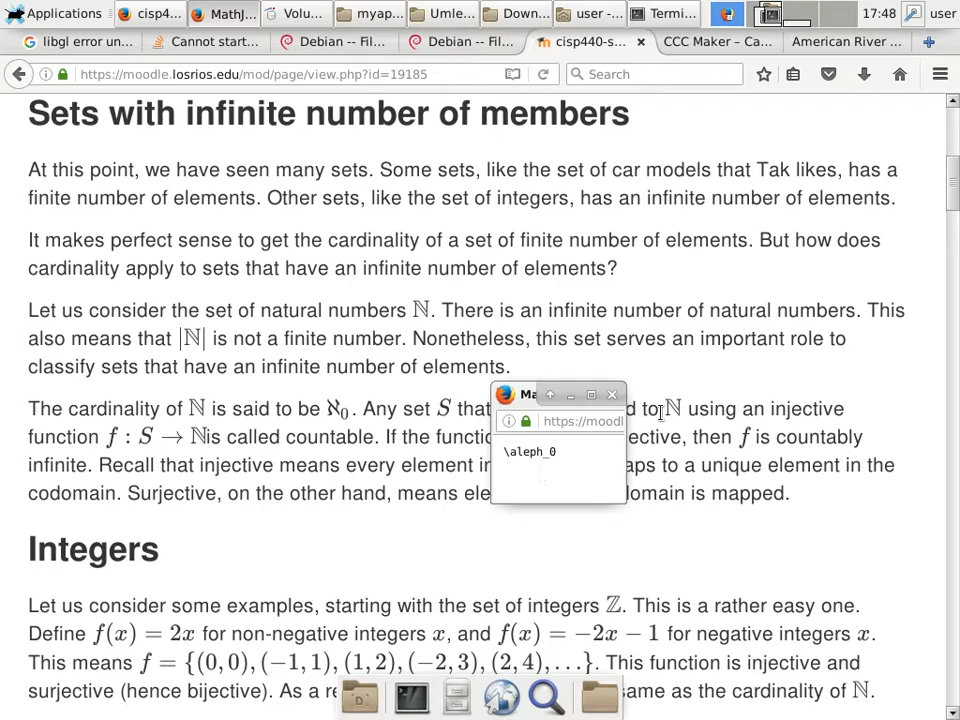 Applications cisp4... MathJ... Volu... myap... Umle... Down... user -... Termi... 17:48 user
libgl error un... Cannot start... Debian -- Fil... Debian -- Fil... cisp440-s... CCC Maker – Ca... American River ...
https://moodle.losrios.edu/mod/page/view.php?id=19185 Search
Sets with infinite number of members
At this point, we have seen many sets. Some sets, like the set of car models that Tak likes, has a
finite number of elements. Other sets, like the set of integers, has an infinite number of elements.
It makes perfect sense to get the cardinality of a set of finite number of elements. But how does
cardinality apply to sets that have an infinite number of elements?
Let us consider the set of natural numbers ℕ. There is an infinite number of natural numbers. This
also means that |ℕ| is not a finite number. Nonetheless, this set serves an important role to
classify sets that have an infinite number of elements.
The cardinality of ℕ is said to be ℵ₀. Any set S that d to ℕ using an injective
function f : S → ℕis called countable. If the functi ective, then f is countably
infinite. Recall that injective means every element in aps to a unique element in the
codomain. Surjective, on the other hand, means ele domain is mapped.
Ma
https://moodl
\aleph_0
Integers
Let us consider some examples, starting with the set of integers ℤ. This is a rather easy one.
Define f(x) = 2x for non-negative integers x, and f(x) = −2x − 1 for negative integers x.
This means f = {(0, 0), (−1, 1), (1, 2), (−2, 3), (2, 4), …}. This function is injective and
surjective (hence bijective). As a re same as the cardinality of ℕ.